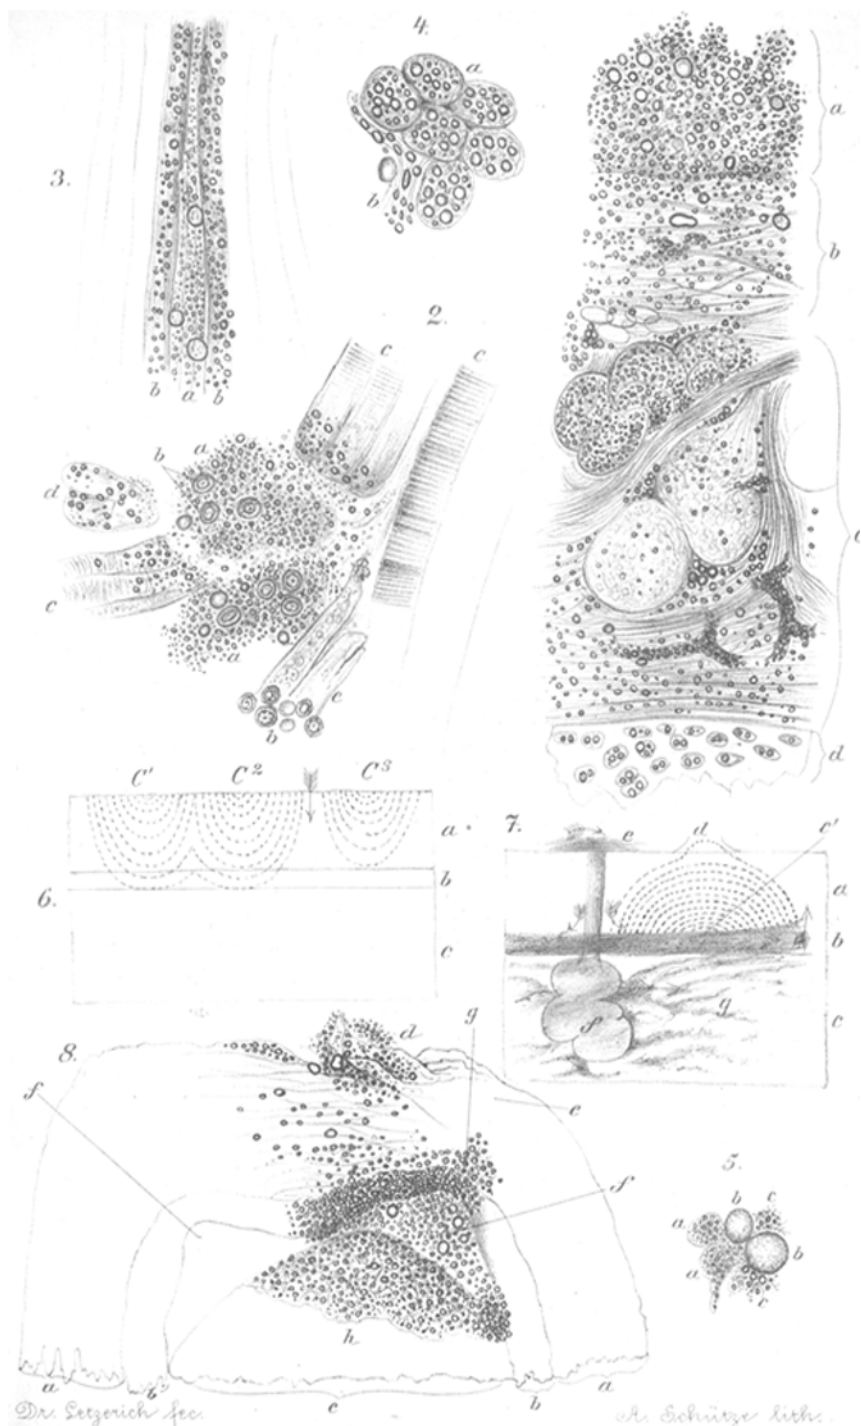 4.
a
b
3.
b a b
a
b
c
d
2.
c c
a
b
d
c
a
b
e
C' C² C³
a.
b
6.
c
7.
e d c'
a
b
c
f g
8.
d
g
f
e
f
h
a b' c b a
5.
b c
a
b
a
c
Dr. Letzerich fec.
A. Schütze lith.